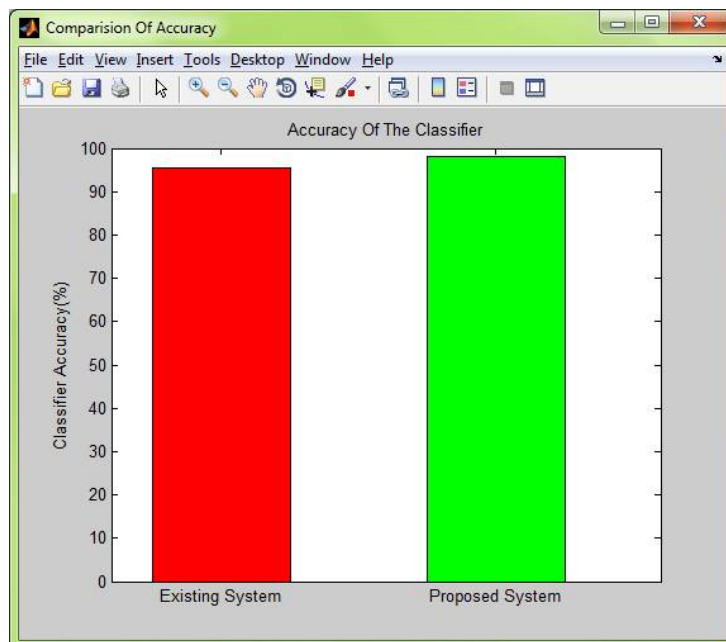 Comparision Of Accuracy
File Edit View Insert Tools Desktop Window Help
Accuracy Of The Classifier
100
90
80
70
60
50
40
30
20
10
0
Classifier Accuracy(%)
Existing System Proposed System